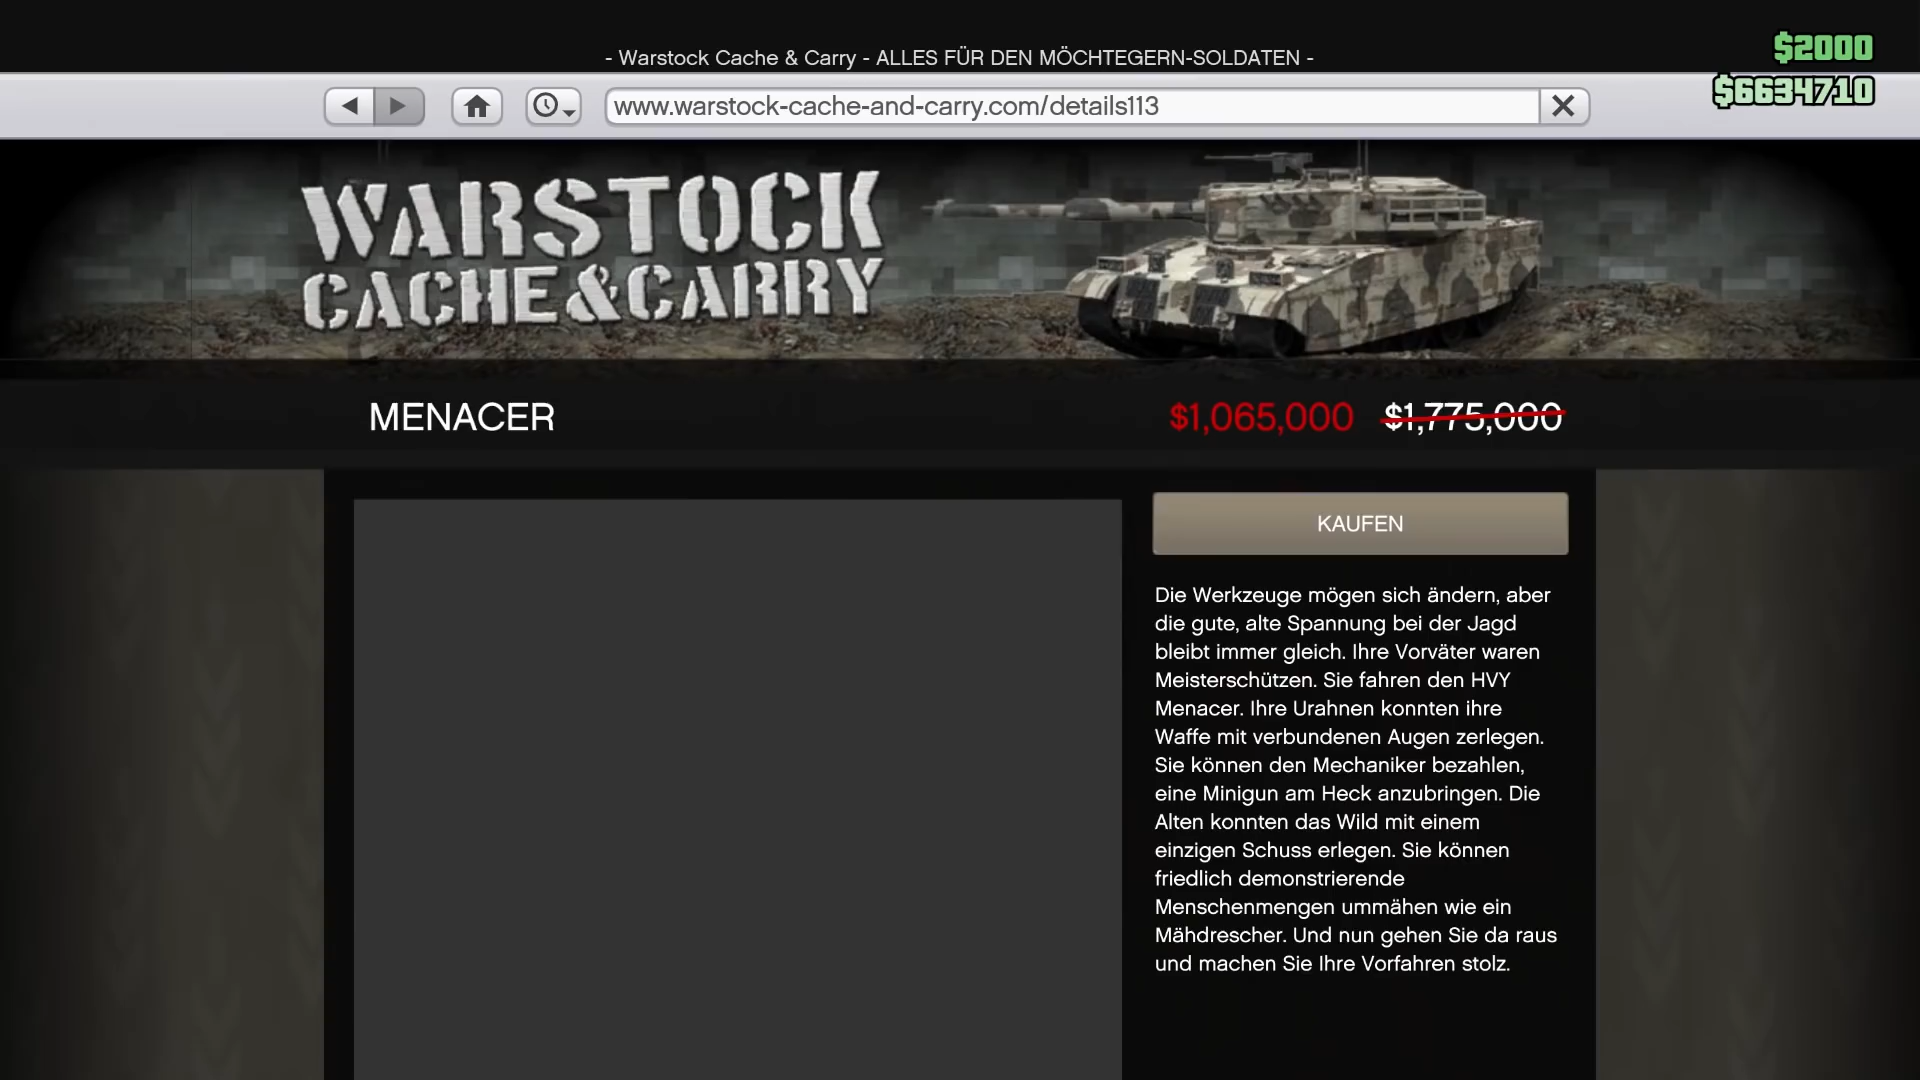 - Warstock Cache & Carry - ALLES FÜR DEN MÖCHTEGERN-SOLDATEN -
$2000
$6634710
www.warstock-cache-and-carry.com/details113
WARSTOCK
CACHE & CARRY
MENACER
$1,065,000 $1,775,000
KAUFEN
Die Werkzeuge mögen sich ändern, aber
die gute, alte Spannung bei der Jagd
bleibt immer gleich. Ihre Vorväter waren
Meisterschützen. Sie fahren den HVY
Menacer. Ihre Urahnen konnten ihre
Waffe mit verbundenen Augen zerlegen.
Sie können den Mechaniker bezahlen,
eine Minigun am Heck anzubringen. Die
Alten konnten das Wild mit einem
einzigen Schuss erlegen. Sie können
friedlich demonstrierende
Menschenmengen ummähen wie ein
Mähdrescher. Und nun gehen Sie da raus
und machen Sie Ihre Vorfahren stolz.